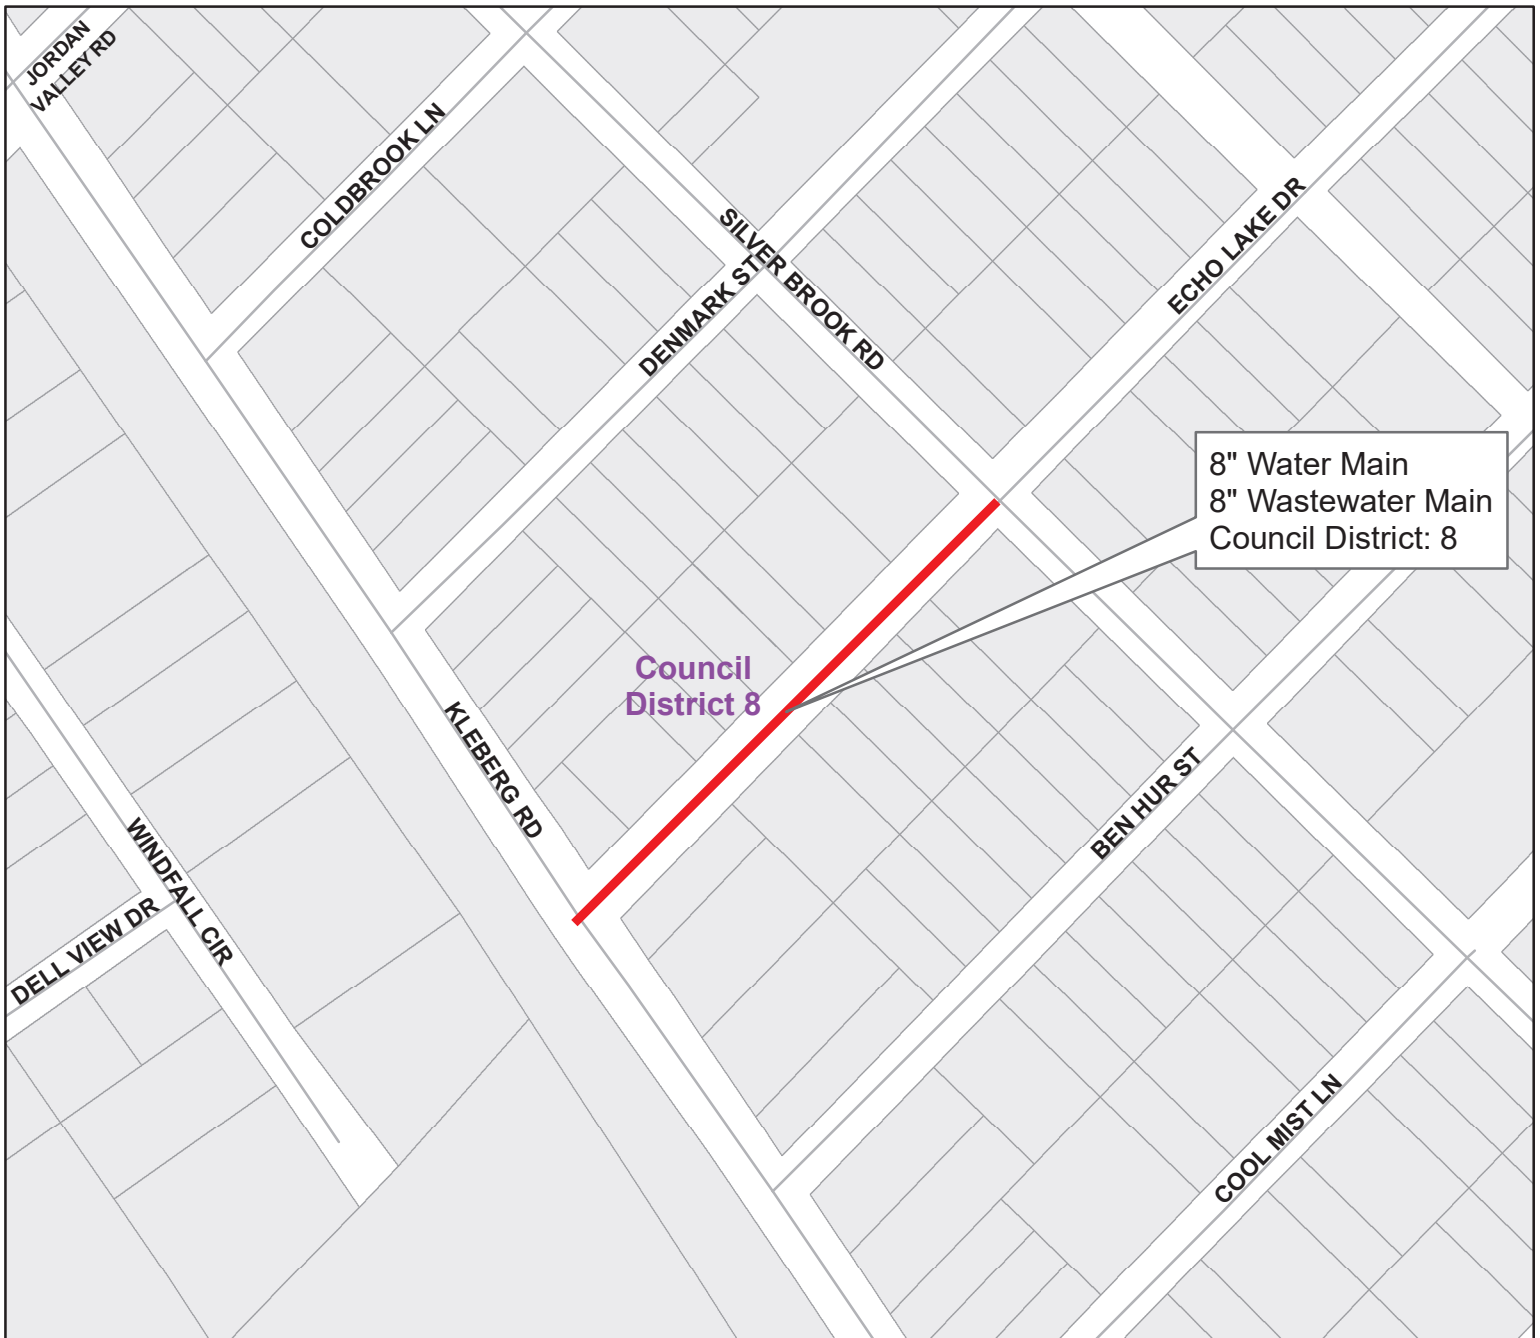 JORDAN
VALLEY RD
COLDBROOK LN
SILVER BROOK RD
DENMARK ST
ECHO LAKE DR
8" Water Main
8" Wastewater Main
Council District: 8
Council
District 8
KLEBERG RD
BEN HUR ST
WINDFALL CIR
DELL VIEW DR
COOL MIST LN